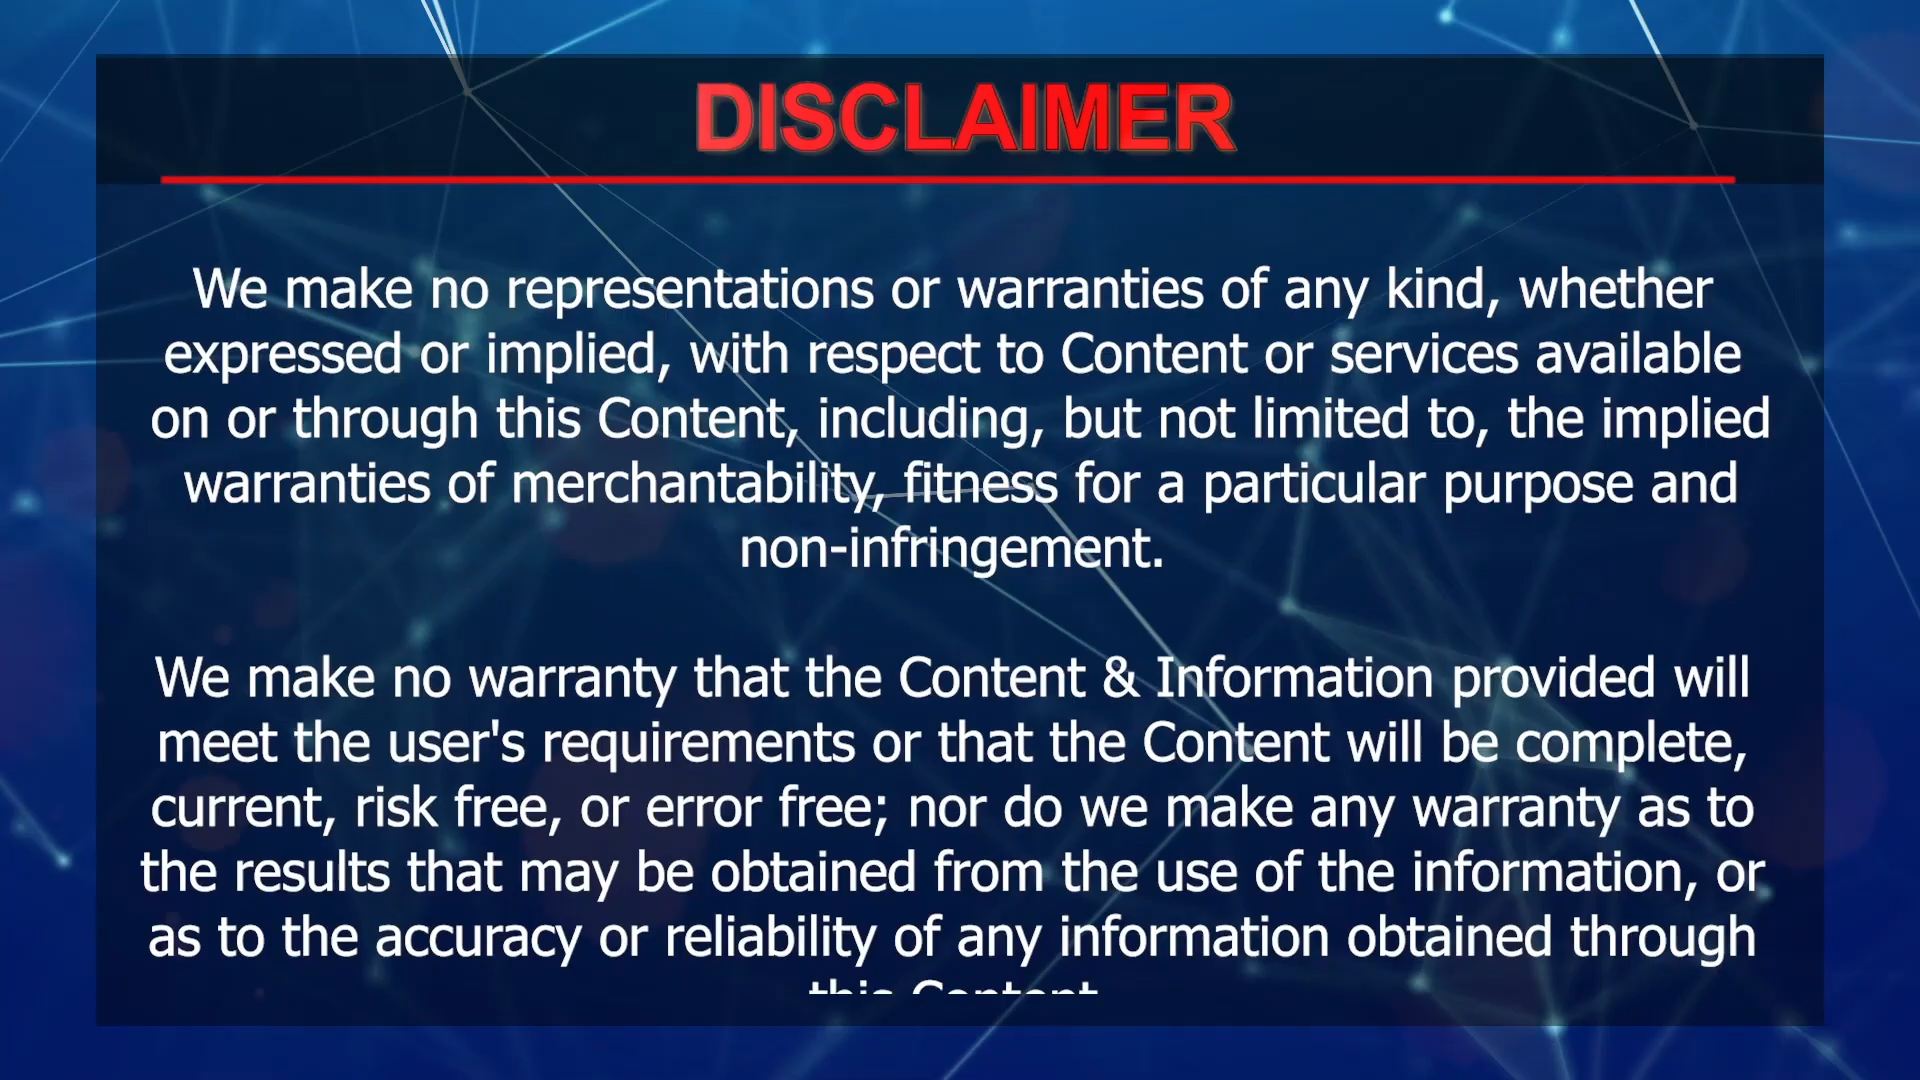 DISCLAIMER
We make no representations or warranties of any kind, whether
expressed or implied, with respect to Content or services available
on or through this Content, including, but not limited to, the implied
warranties of merchantability, fitness for a particular purpose and
non-infringement.
We make no warranty that the Content & Information provided will
meet the user's requirements or that the Content will be complete,
current, risk free, or error free; nor do we make any warranty as to
the results that may be obtained from the use of the information, or
as to the accuracy or reliability of any information obtained through
this Content